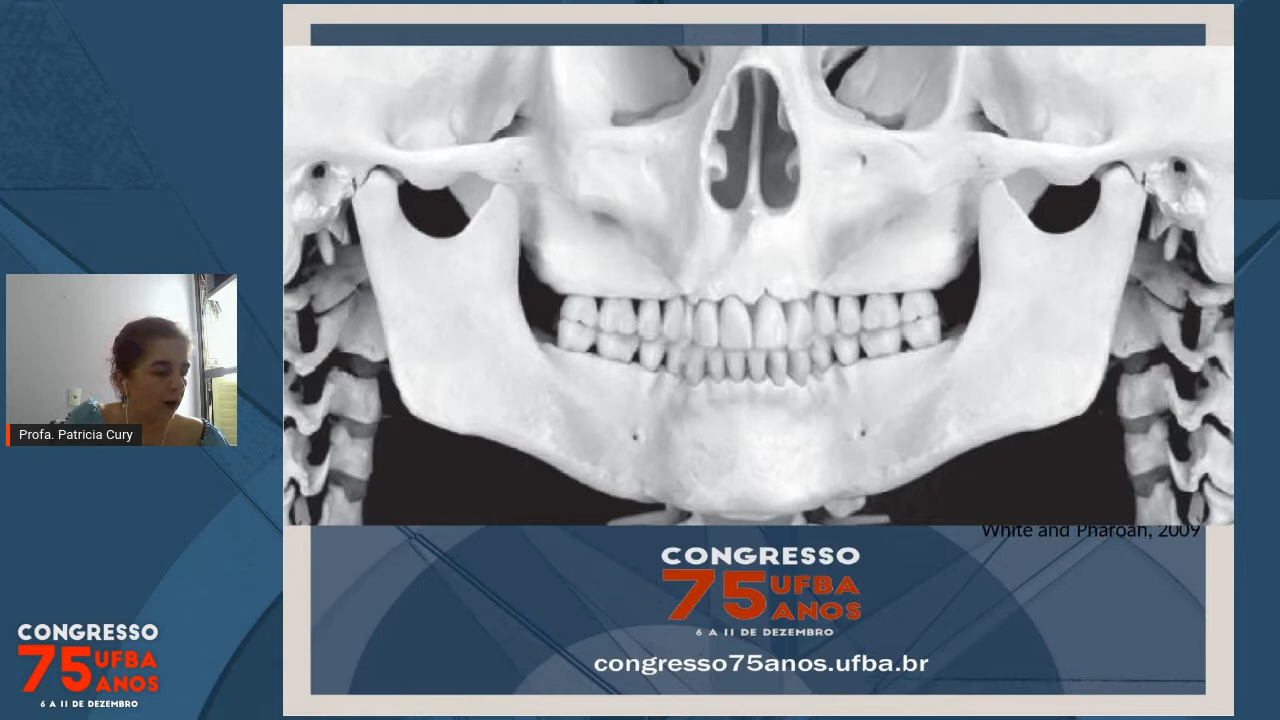 White and Pharoah, 2009
CONGRESSO
75 UFBA
ANOS
6 A 11 DE DEZEMBRO
congresso75anos.ufba.br
Profa. Patricia Cury
CONGRESSO
75 UFBA
ANOS
6 A 11 DE DEZEMBRO